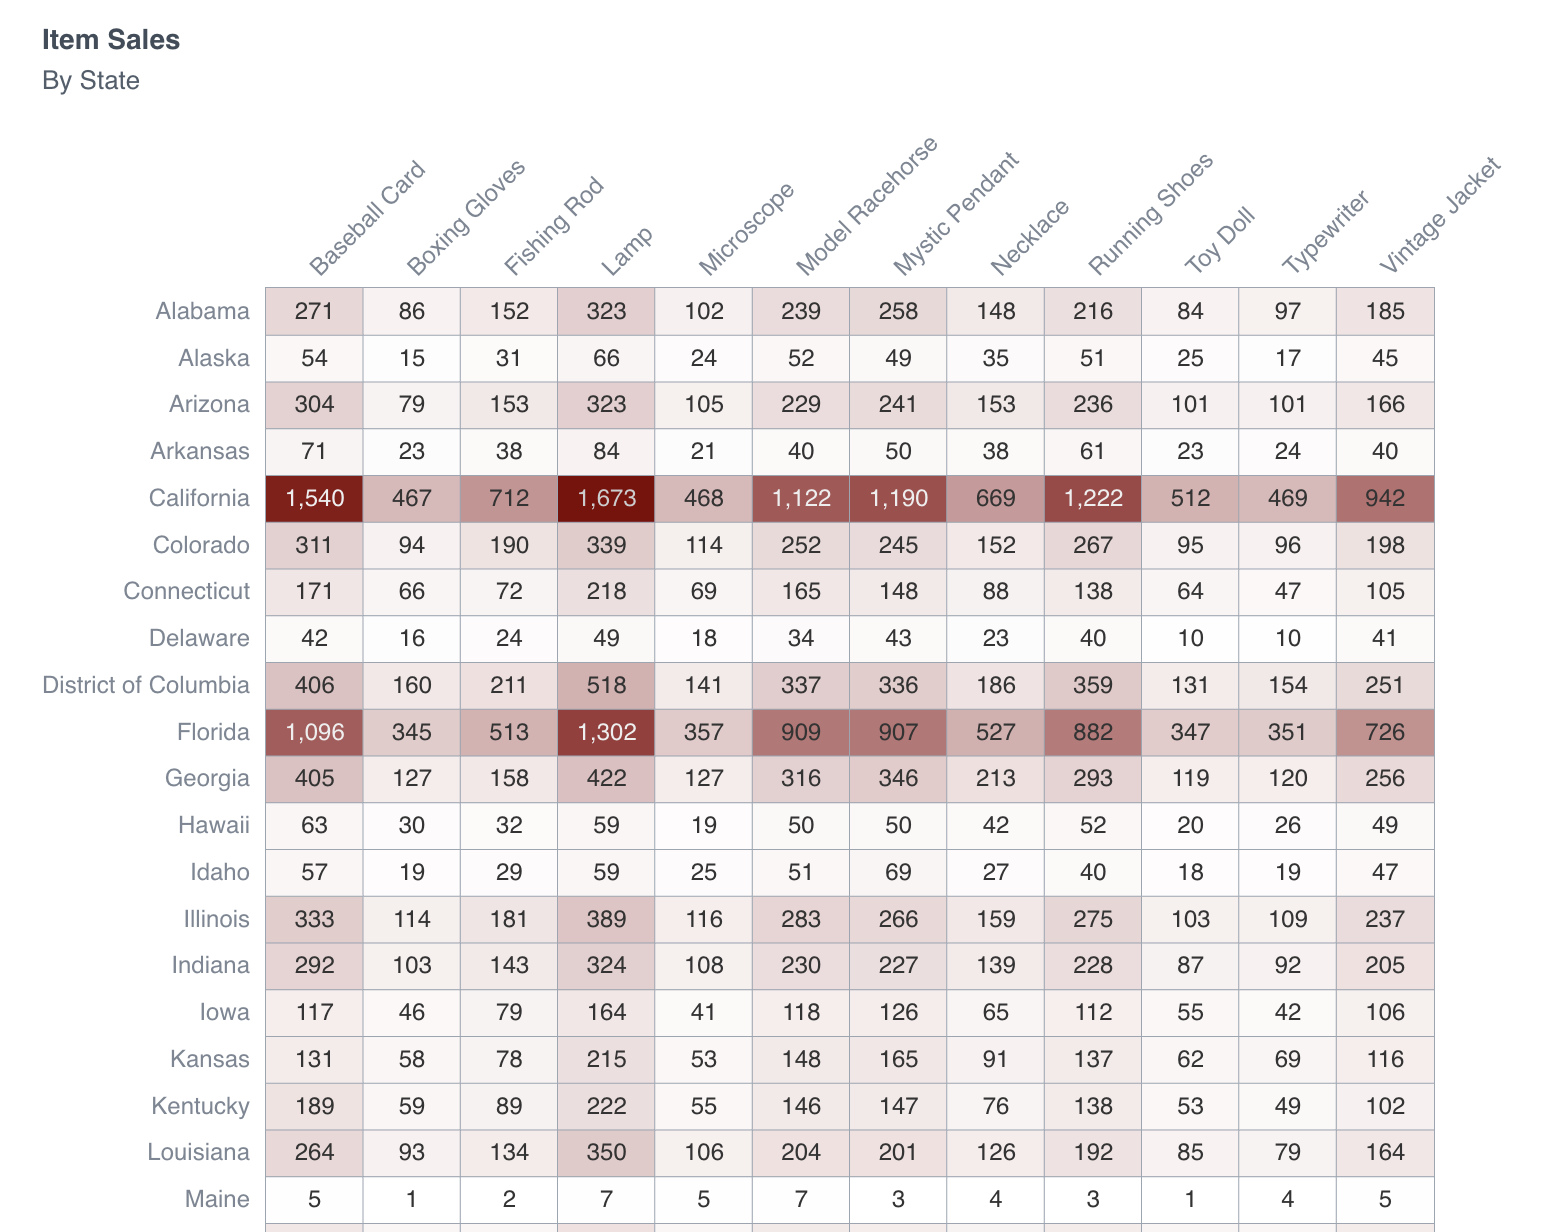 Item Sales
By State
Baseball Card Boxing Gloves Fishing Rod Lamp Microscope Model Racehorse Mystic Pendant Necklace Running Shoes Toy Doll Typewriter Vintage Jacket
Alabama 271 86 152 323 102 239 258 148 216 84 97 185
Alaska 54 15 31 66 24 52 49 35 51 25 17 45
Arizona 304 79 153 323 105 229 241 153 236 101 101 166
Arkansas 71 23 38 84 21 40 50 38 61 23 24 40
California 1,540 467 712 1,673 468 1,122 1,190 669 1,222 512 469 942
Colorado 311 94 190 339 114 252 245 152 267 95 96 198
Connecticut 171 66 72 218 69 165 148 88 138 64 47 105
Delaware 42 16 24 49 18 34 43 23 40 10 10 41
District of Columbia 406 160 211 518 141 337 336 186 359 131 154 251
Florida 1,096 345 513 1,302 357 909 907 527 882 347 351 726
Georgia 405 127 158 422 127 316 346 213 293 119 120 256
Hawaii 63 30 32 59 19 50 50 42 52 20 26 49
Idaho 57 19 29 59 25 51 69 27 40 18 19 47
Illinois 333 114 181 389 116 283 266 159 275 103 109 237
Indiana 292 103 143 324 108 230 227 139 228 87 92 205
Iowa 117 46 79 164 41 118 126 65 112 55 42 106
Kansas 131 58 78 215 53 148 165 91 137 62 69 116
Kentucky 189 59 89 222 55 146 147 76 138 53 49 102
Louisiana 264 93 134 350 106 204 201 126 192 85 79 164
Maine 5 1 2 7 5 7 3 4 3 1 4 5